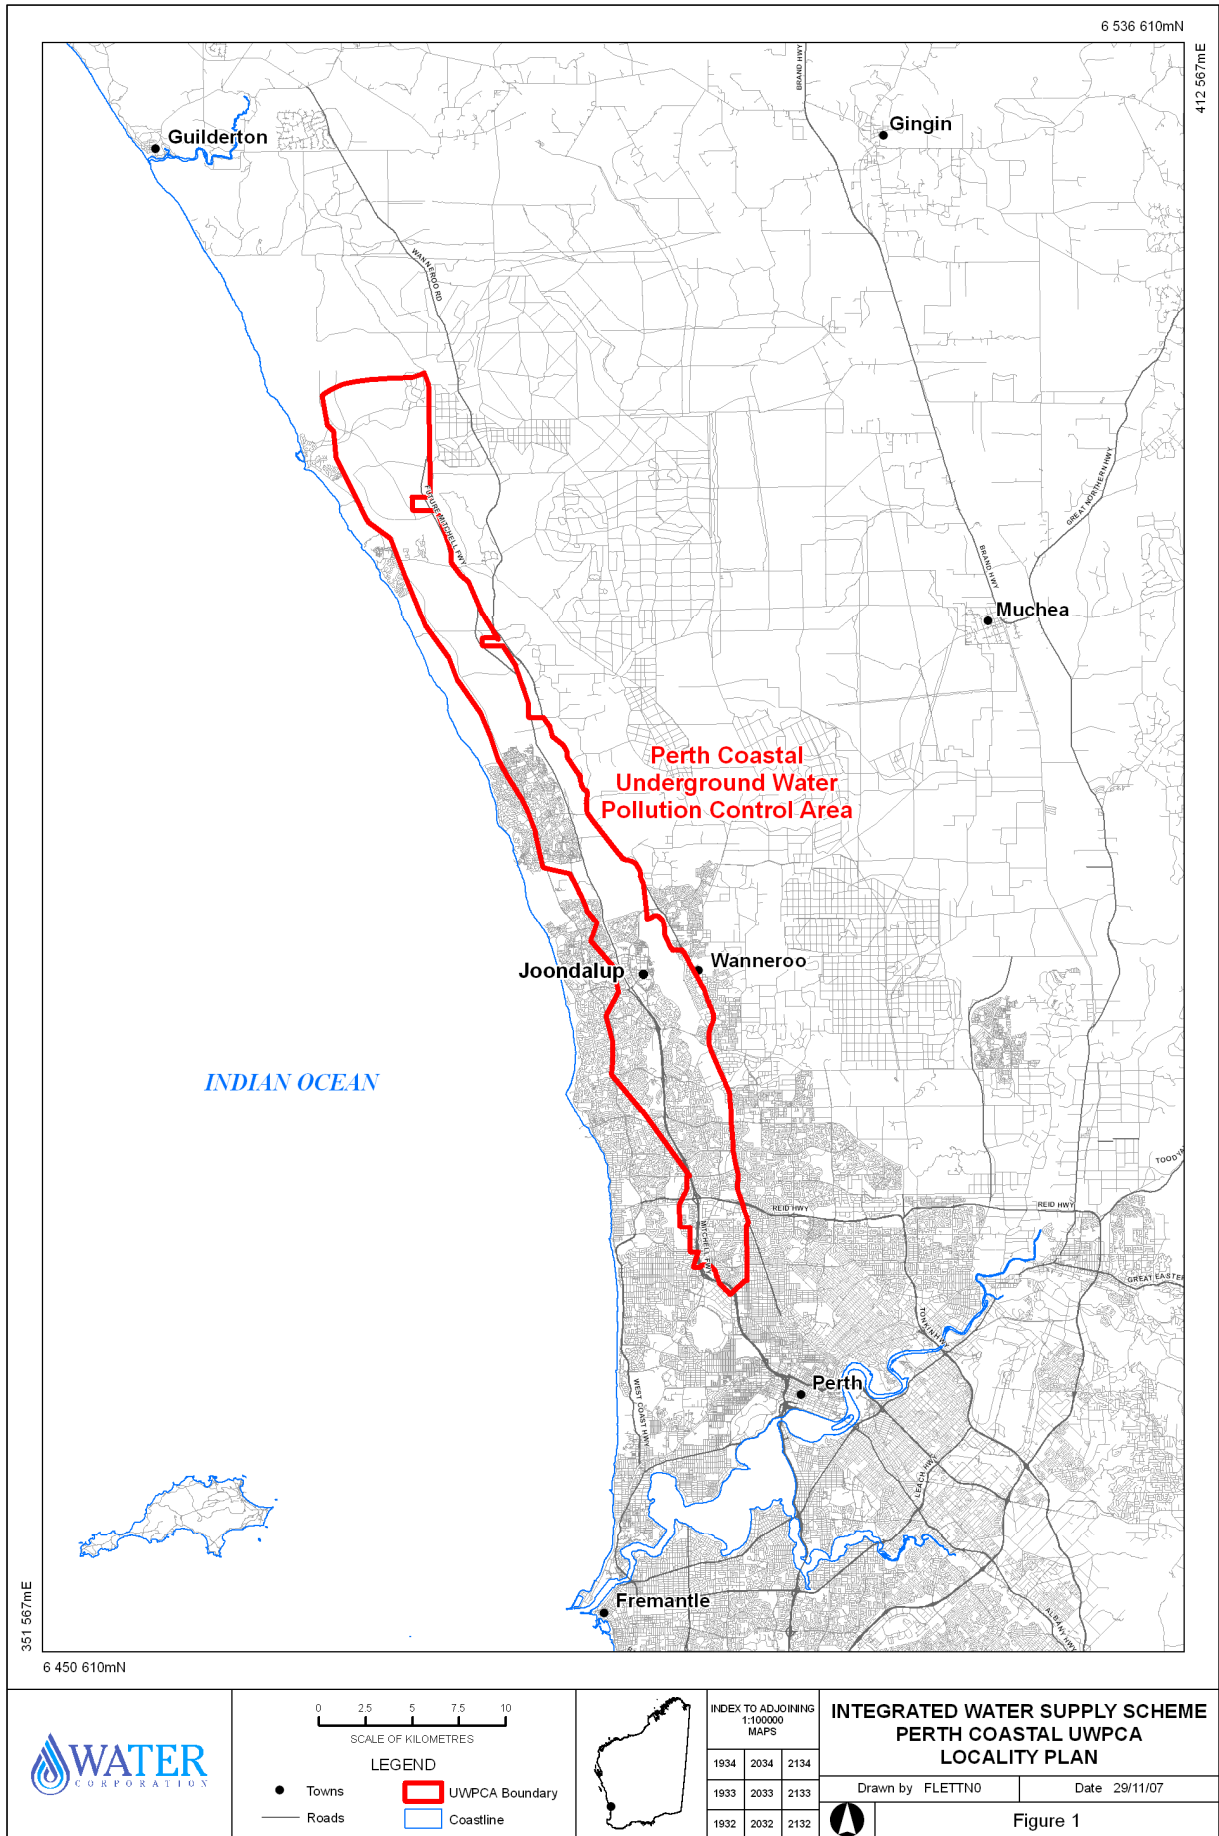 6 536 610mN
412 567mE
BRAND HWY
Gingin
Guilderton
WANNEROO RD
GREAT NORTHERN HWY
FUTURE MITCHELL FWY
BRAND HWY
Muchea
Perth Coastal
Underground Water
Pollution Control Area
Wanneroo
Joondalup
INDIAN OCEAN
REID HWY
REID HWY
MITCHELL FWY
GREAT EASTER
TONKIN HWY
Perth
WEST COAST HWY
LEACH HWY
Fremantle
ALBANY HWY
351 567mE
6 450 610mN
WATER
CORPORATION
0 2.5 5 7.5 10
SCALE OF KILOMETRES
LEGEND
Towns
UWPCA Boundary
Roads
Coastline
INDEX TO ADJOINING
1:100000
MAPS
1934 2034 2134
1933 2033 2133
1932 2032 2132
INTEGRATED WATER SUPPLY SCHEME
PERTH COASTAL UWPCA
LOCALITY PLAN
Drawn by FLETTN0
Date 29/11/07
Figure 1